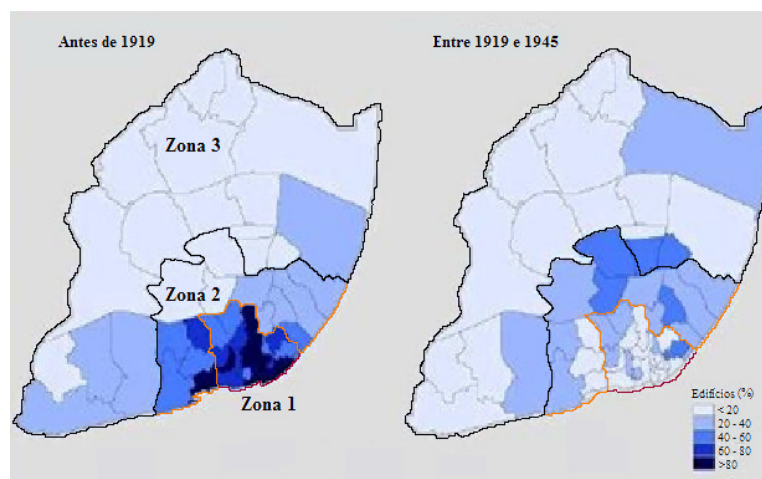 Antes de 1919
Entre 1919 e 1945
Zona 3
Zona 2
Zona 1
Edifícios (%)
< 20
20 - 40
40 - 60
60 - 80
>80